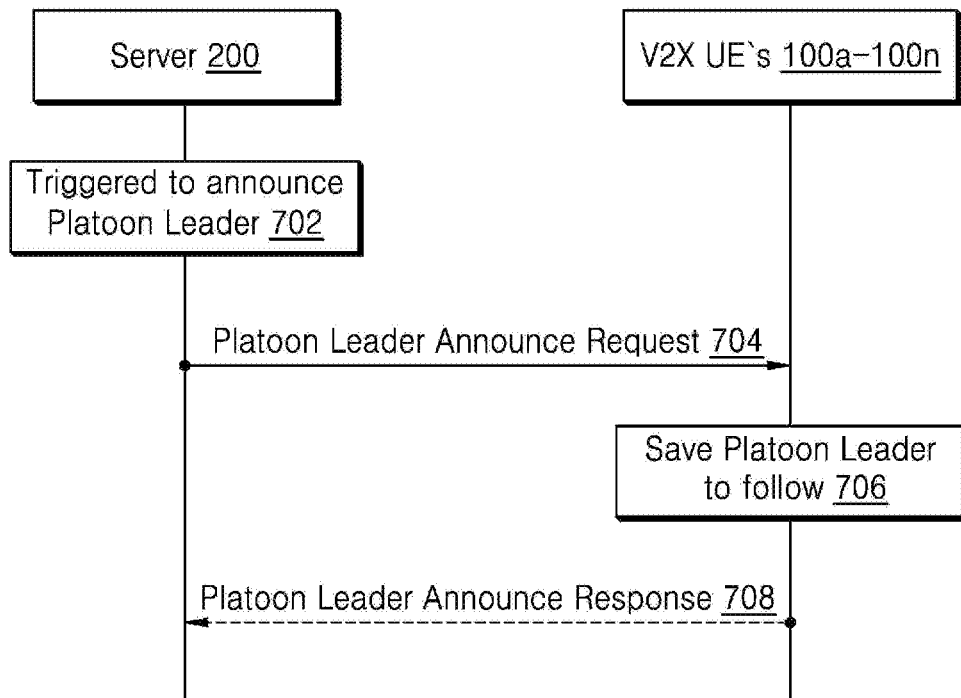 Server 200
V2X UE`s 100a-100n
Triggered to announce
Platoon Leader 702
Platoon Leader Announce Request 704
Save Platoon Leader
to follow 706
Platoon Leader Announce Response 708